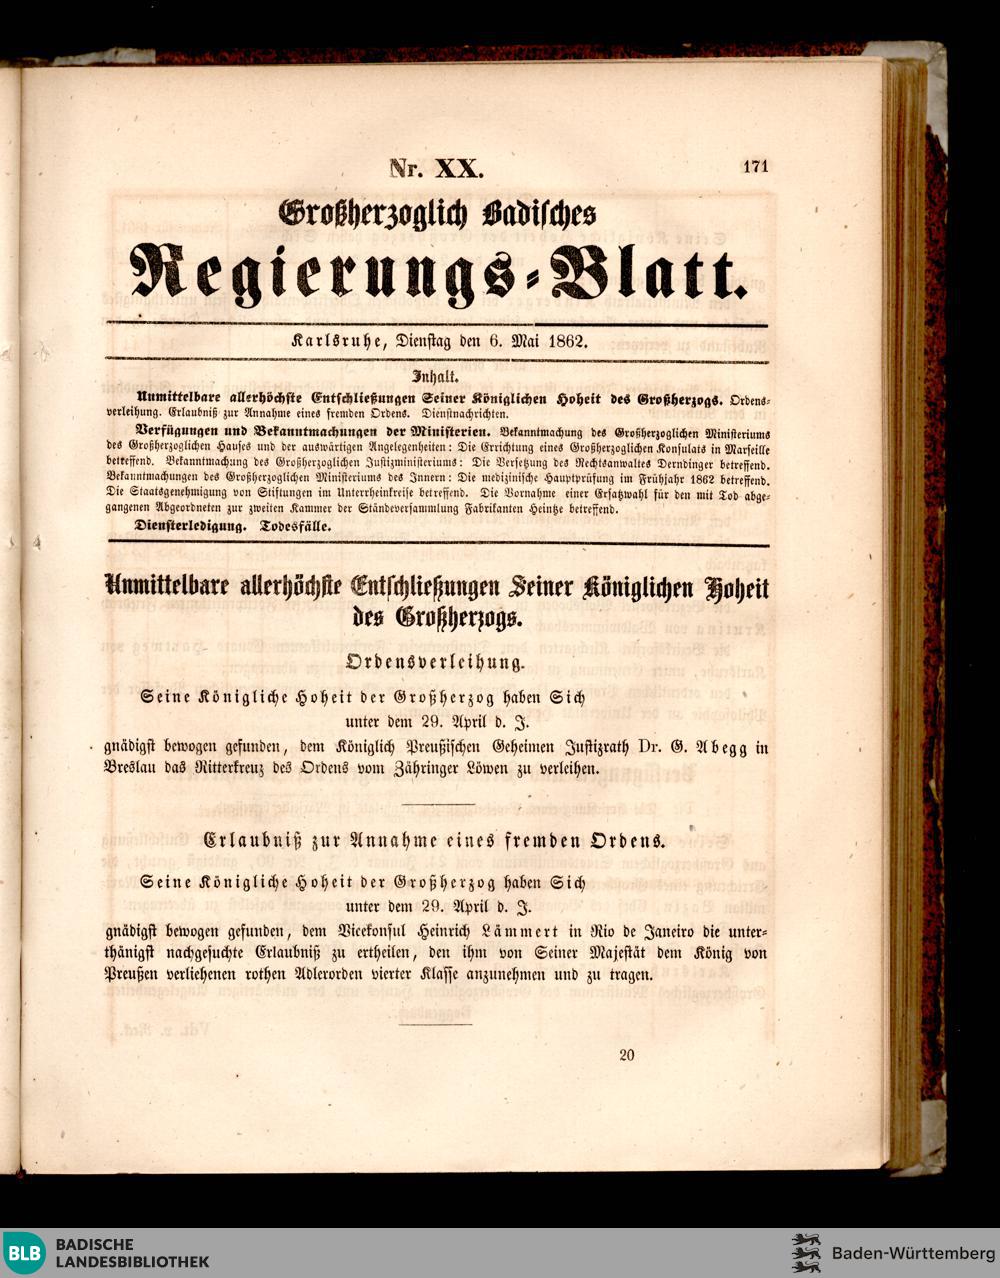 Nr. XX.
171
Großherzoglich Badisches
Regierungs-Blatt.
Karlsruhe, Dienstag den 6. Mai 1862.
Inhalt.
Unmittelbare allerhöchste Entschließungen Seiner Königlichen Hoheit des Großherzogs. Ordens-
verleihung. Erlaubniß zur Annahme eines fremden Ordens. Dienstnachrichten.
Verfügungen und Bekanntmachungen der Ministerien. Bekanntmachung des Großherzoglichen Ministeriums
des Großherzoglichen Hauses und der auswärtigen Angelegenheiten: Die Errichtung eines Großherzoglichen Konsulats in Marseille
betreffend. Bekanntmachung des Großherzoglichen Justizministeriums: Die Versetzung des Rechtsanwaltes Derndinger betreffend.
Bekanntmachungen des Großherzoglichen Ministeriums des Innern: Die medizinische Hauptprüfung im Frühjahr 1862 betreffend.
Die Staatsgenehmigung von Stiftungen im Unterrheinkreise betreffend. Die Vornahme einer Ersatzwahl für den mit Tod abge-
gangenen Abgeordneten zur zweiten Kammer der Ständeversammlung Fabrikanten Heintze betreffend.
Diensterledigung. Todesfälle.
Unmittelbare allerhöchste Entschließungen Seiner Königlichen Hoheit
des Großherzogs.
Ordensverleihung.
Seine Königliche Hoheit der Großherzog haben Sich
unter dem 29. April d. J.
gnädigst bewogen gefunden, dem Königlich Preußischen Geheimen Justizrath Dr. G. Abegg in
Breslau das Ritterkreuz des Ordens vom Zähringer Löwen zu verleihen.
Erlaubniß zur Annahme eines fremden Ordens.
Seine Königliche Hoheit der Großherzog haben Sich
unter dem 29. April d. J.
gnädigst bewogen gefunden, dem Vicekonsul Heinrich Lämmert in Rio de Janeiro die unter-
thänigst nachgesuchte Erlaubniß zu ertheilen, den ihm von Seiner Majestät dem König von
Preußen verliehenen rothen Adlerorden vierter Klasse anzunehmen und zu tragen.
20
BLB
BADISCHE
LANDESBIBLIOTHEK
Baden-Württemberg